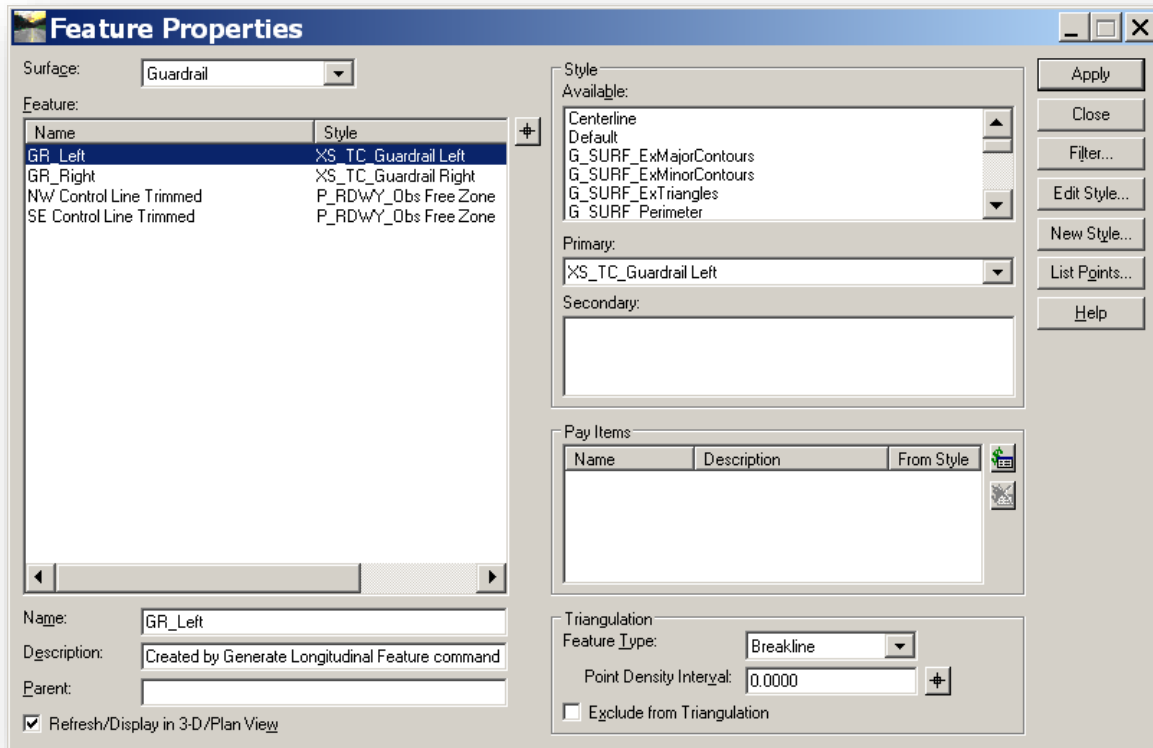 Feature Properties
Surface:
Guardrail
Feature:
Name Style
GR_Left XS_TC_Guardrail Left
GR_Right XS_TC_Guardrail Right
NW Control Line Trimmed P_RDWY_Obs Free Zone
SE Control Line Trimmed P_RDWY_Obs Free Zone
Name:
GR_Left
Description:
Created by Generate Longitudinal Feature command
Parent:
Refresh/Display in 3-D/Plan View
Style
Available:
Centerline
Default
G_SURF_ExMajorContours
G_SURF_ExMinorContours
G_SURF_ExTriangles
G_SURF_Perimeter
Primary:
XS_TC_Guardrail Left
Secondary:
Pay Items
Name Description From Style
Triangulation
Feature Type:
Breakline
Point Density Interval:
0.0000
Exclude from Triangulation
Apply
Close
Filter...
Edit Style...
New Style...
List Points...
Help